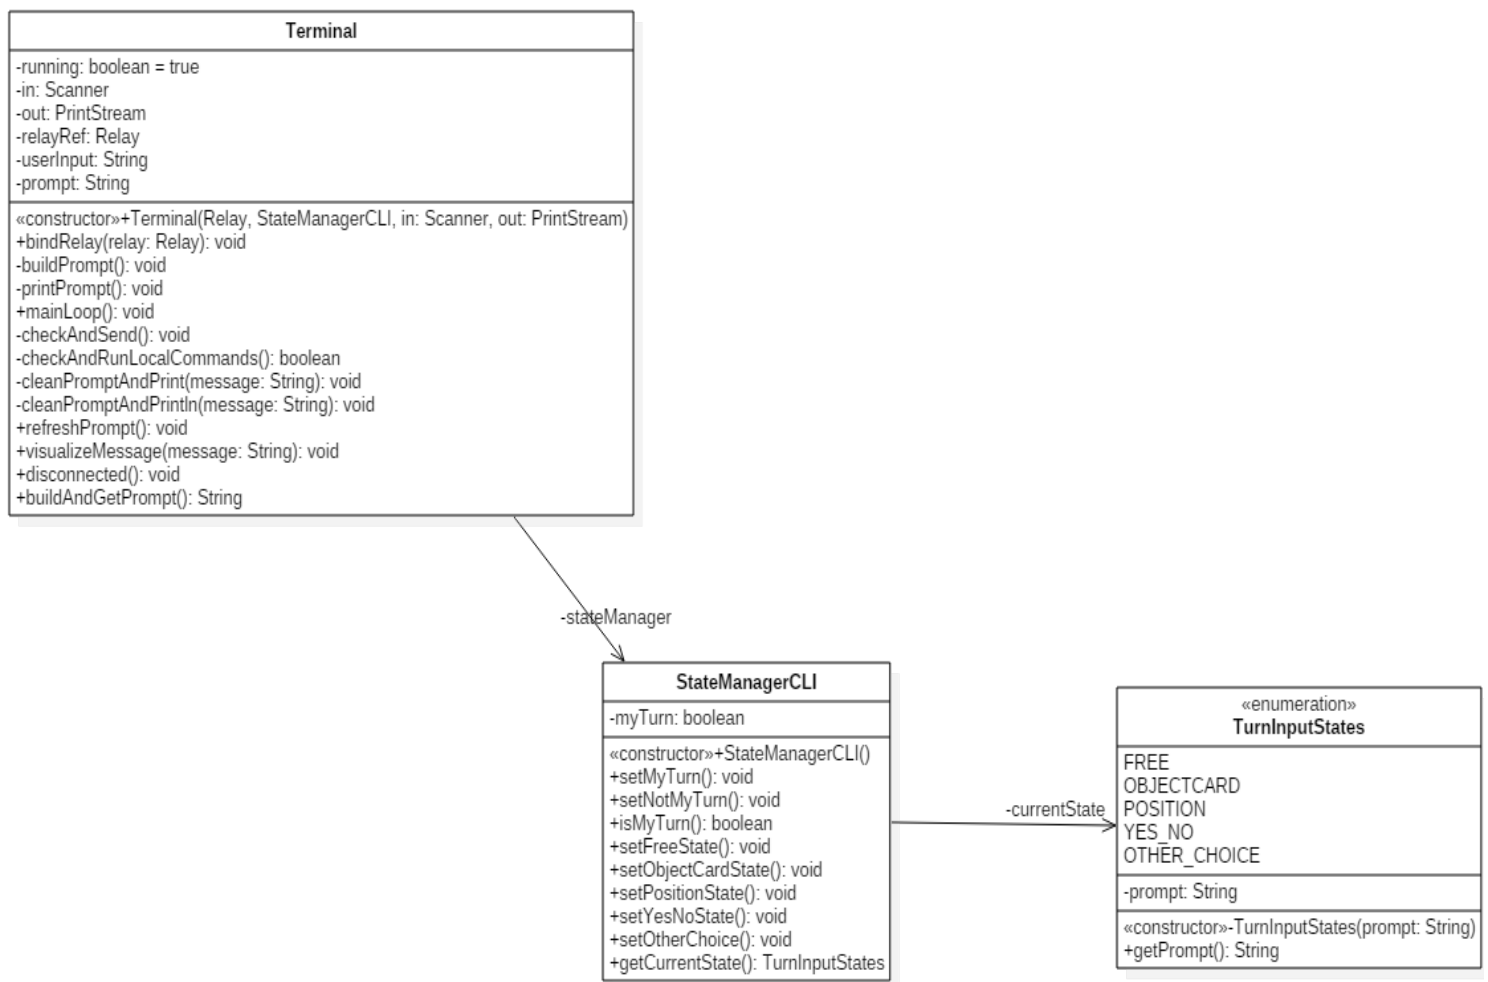 Terminal
-running: boolean = true
-in: Scanner
-out: PrintStream
-relayRef: Relay
-userInput: String
-prompt: String
«constructor»+Terminal(Relay, StateManagerCLI, in: Scanner, out: PrintStream)
+bindRelay(relay: Relay): void
-buildPrompt(): void
-printPrompt(): void
+mainLoop(): void
-checkAndSend(): void
-checkAndRunLocalCommands(): boolean
-cleanPromptAndPrint(message: String): void
-cleanPromptAndPrintln(message: String): void
+refreshPrompt(): void
+visualizeMessage(message: String): void
+disconnected(): void
+buildAndGetPrompt(): String
-stateManager
StateManagerCLI
-myTurn: boolean
«constructor»+StateManagerCLI()
+setMyTurn(): void
+setNotMyTurn(): void
+isMyTurn(): boolean
+setFreeState(): void
+setObjectCardState(): void
+setPositionState(): void
+setYesNoState(): void
+setOtherChoice(): void
+getCurrentState(): TurnInputStates
-currentState
«enumeration»
TurnInputStates
FREE
OBJECTCARD
POSITION
YES_NO
OTHER_CHOICE
-prompt: String
«constructor»-TurnInputStates(prompt: String)
+getPrompt(): String